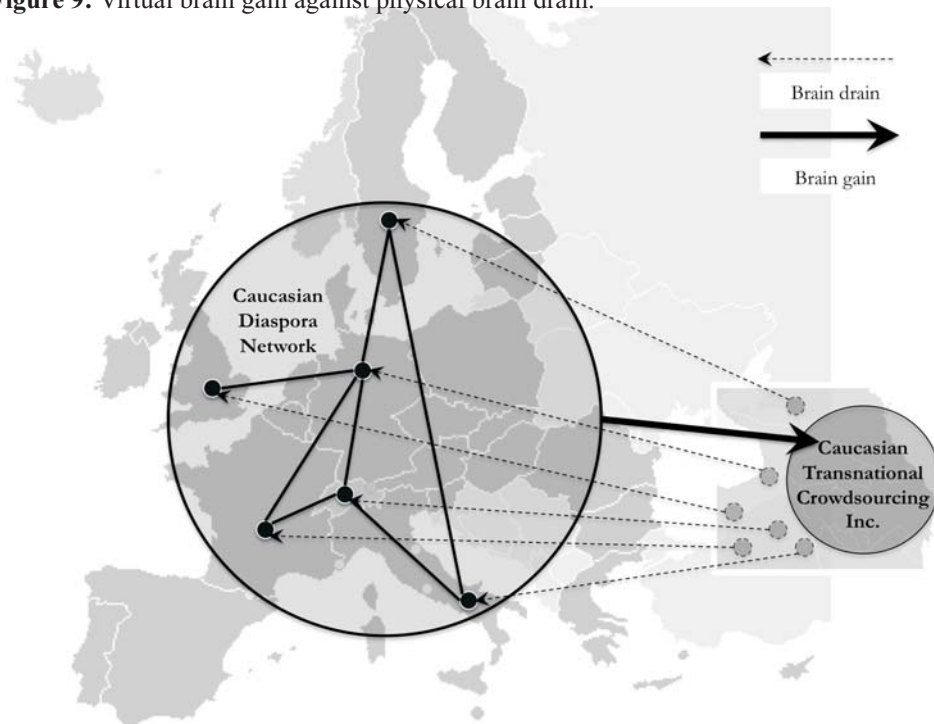 Figure 9. Virtual brain gain against physical brain drain.
Brain drain
Brain gain
Caucasian
Diaspora
Network
Caucasian
Transnational
Crowdsourcing
Inc.